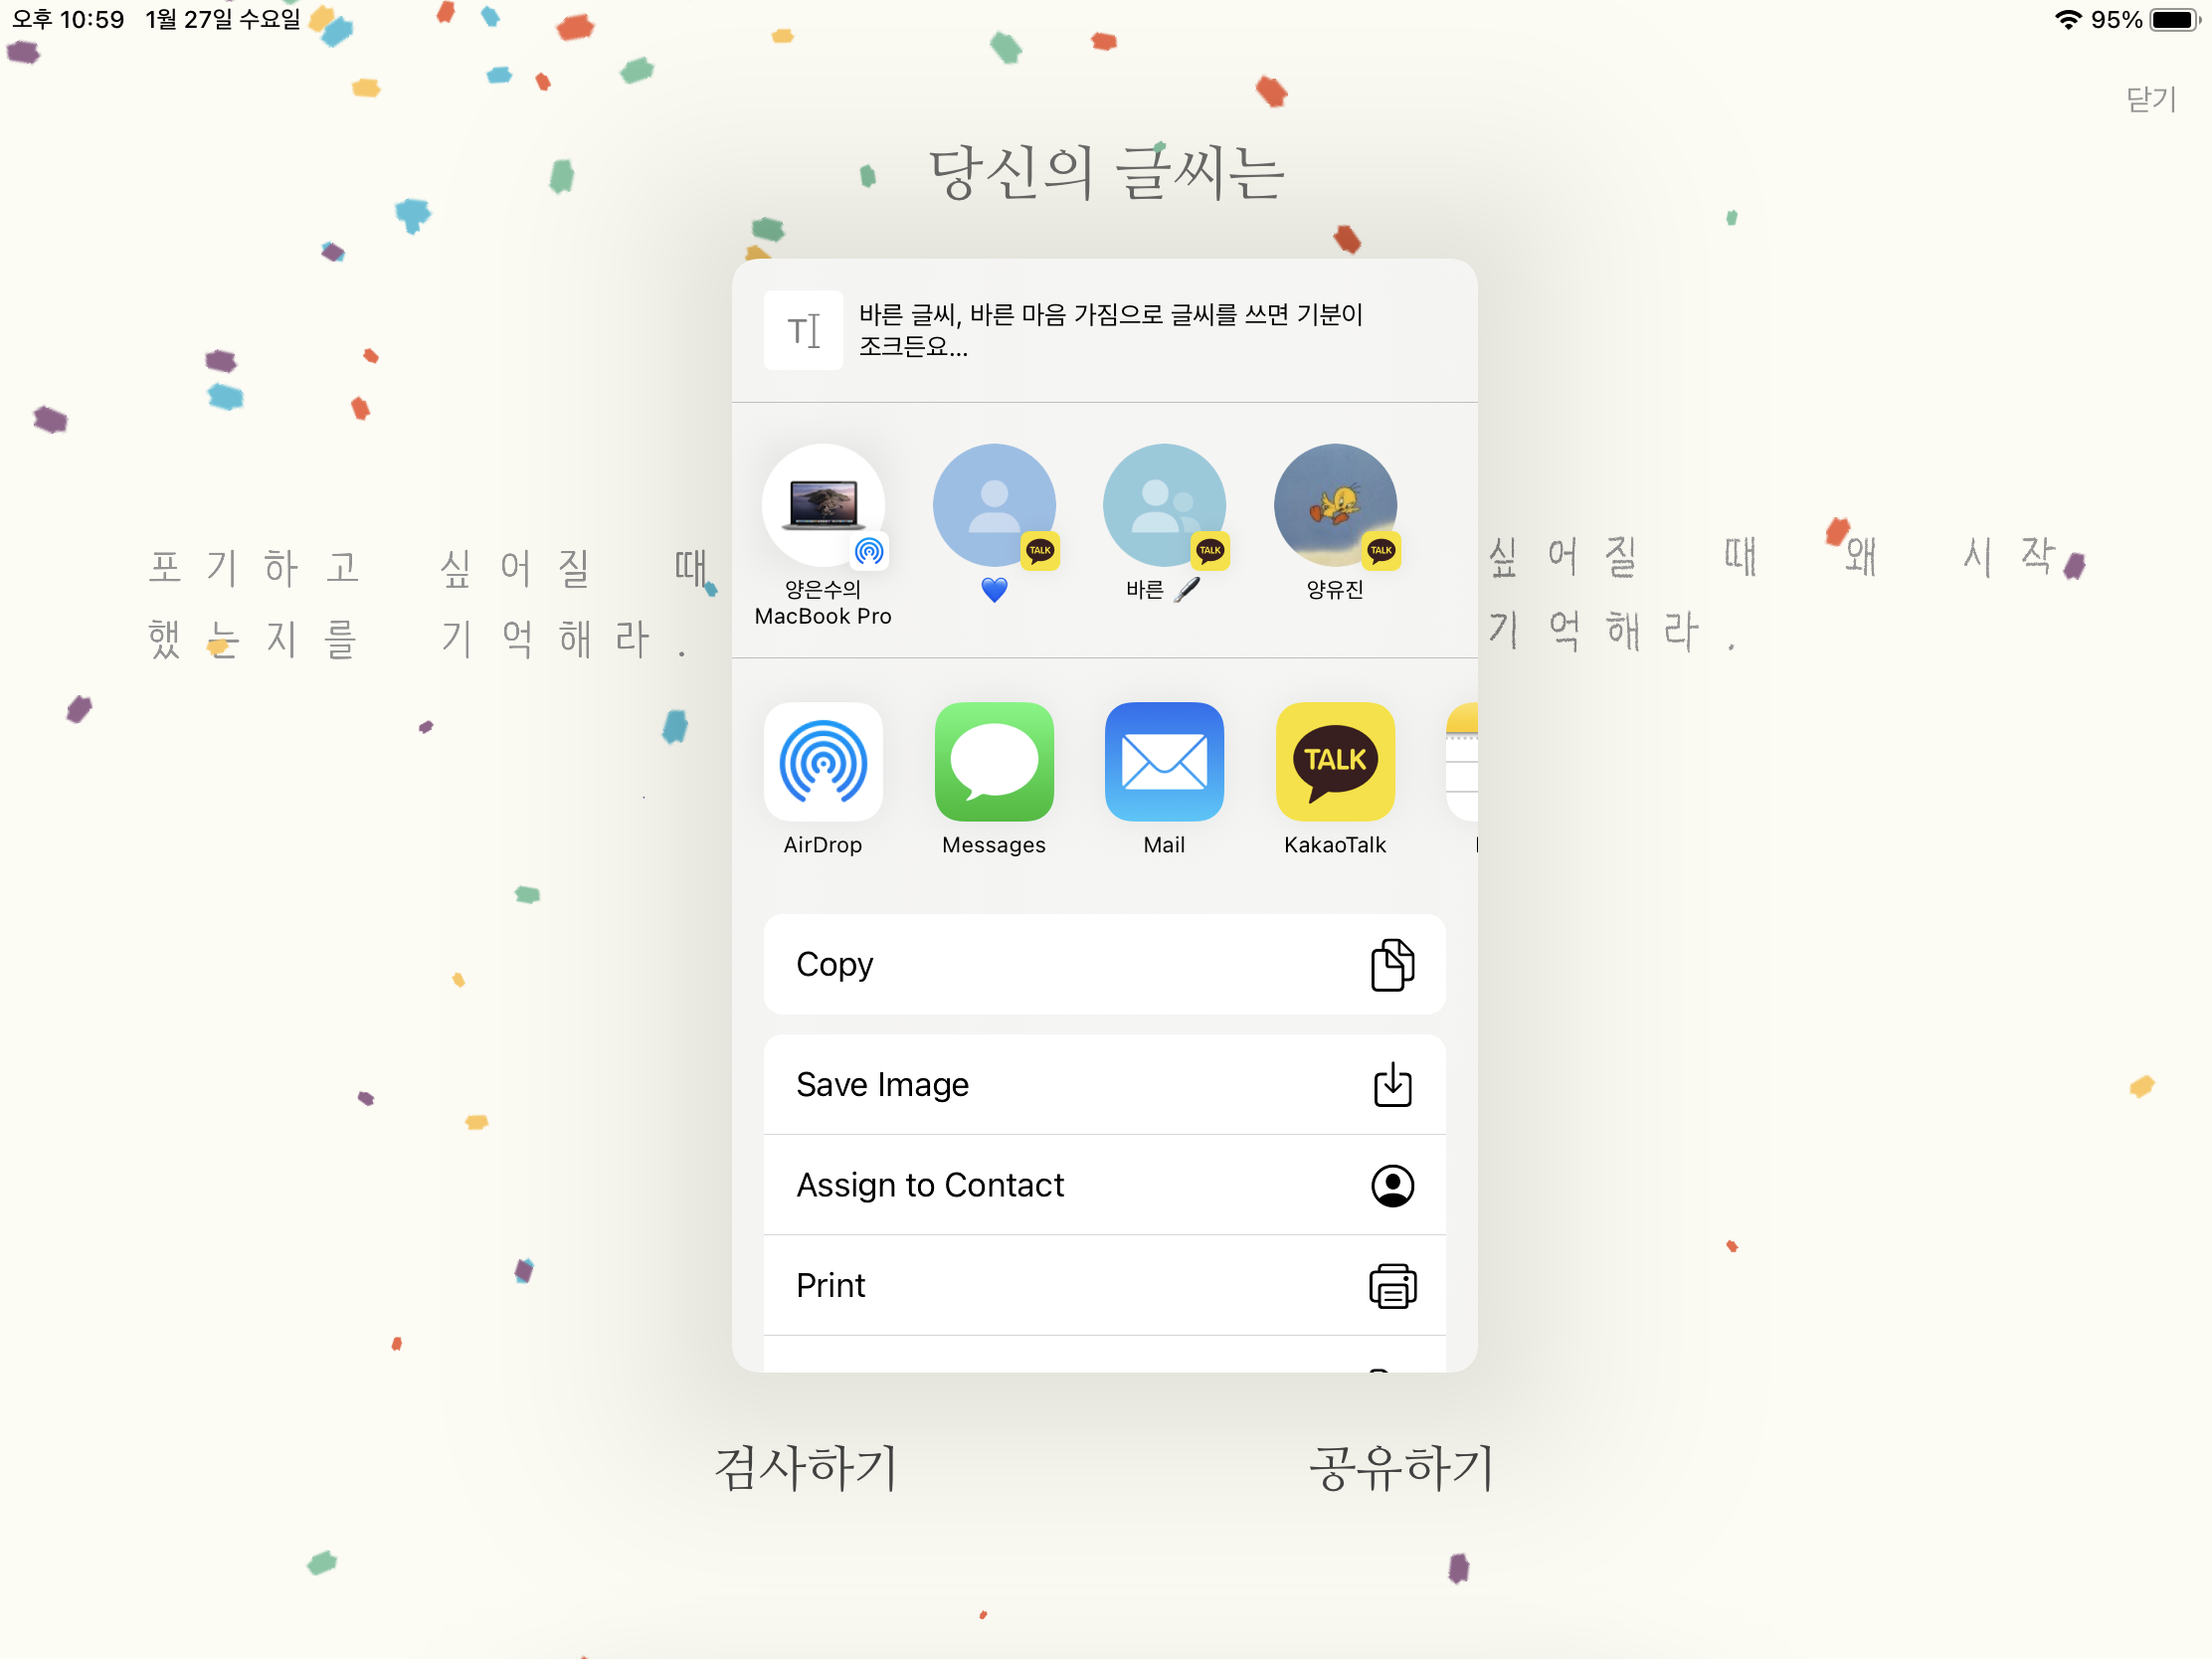 오후 10:59 1월 27일 수요일 95%
닫기
당신의 글씨는
바른 글씨, 바른 마음 가짐으로 글씨를 쓰면 기분이
조크든요...
양은수의
MacBook Pro
TALK
💙
TALK
바른 🖋
TALK
양유진
포기하고 싶어질 때
했는지를 기억해라.
싶어질 때 왜 시작
기억해라.
AirDrop
Messages
Mail
TALK
KakaoTalk
Copy
Save Image
Assign to Contact
Print
검사하기 공유하기